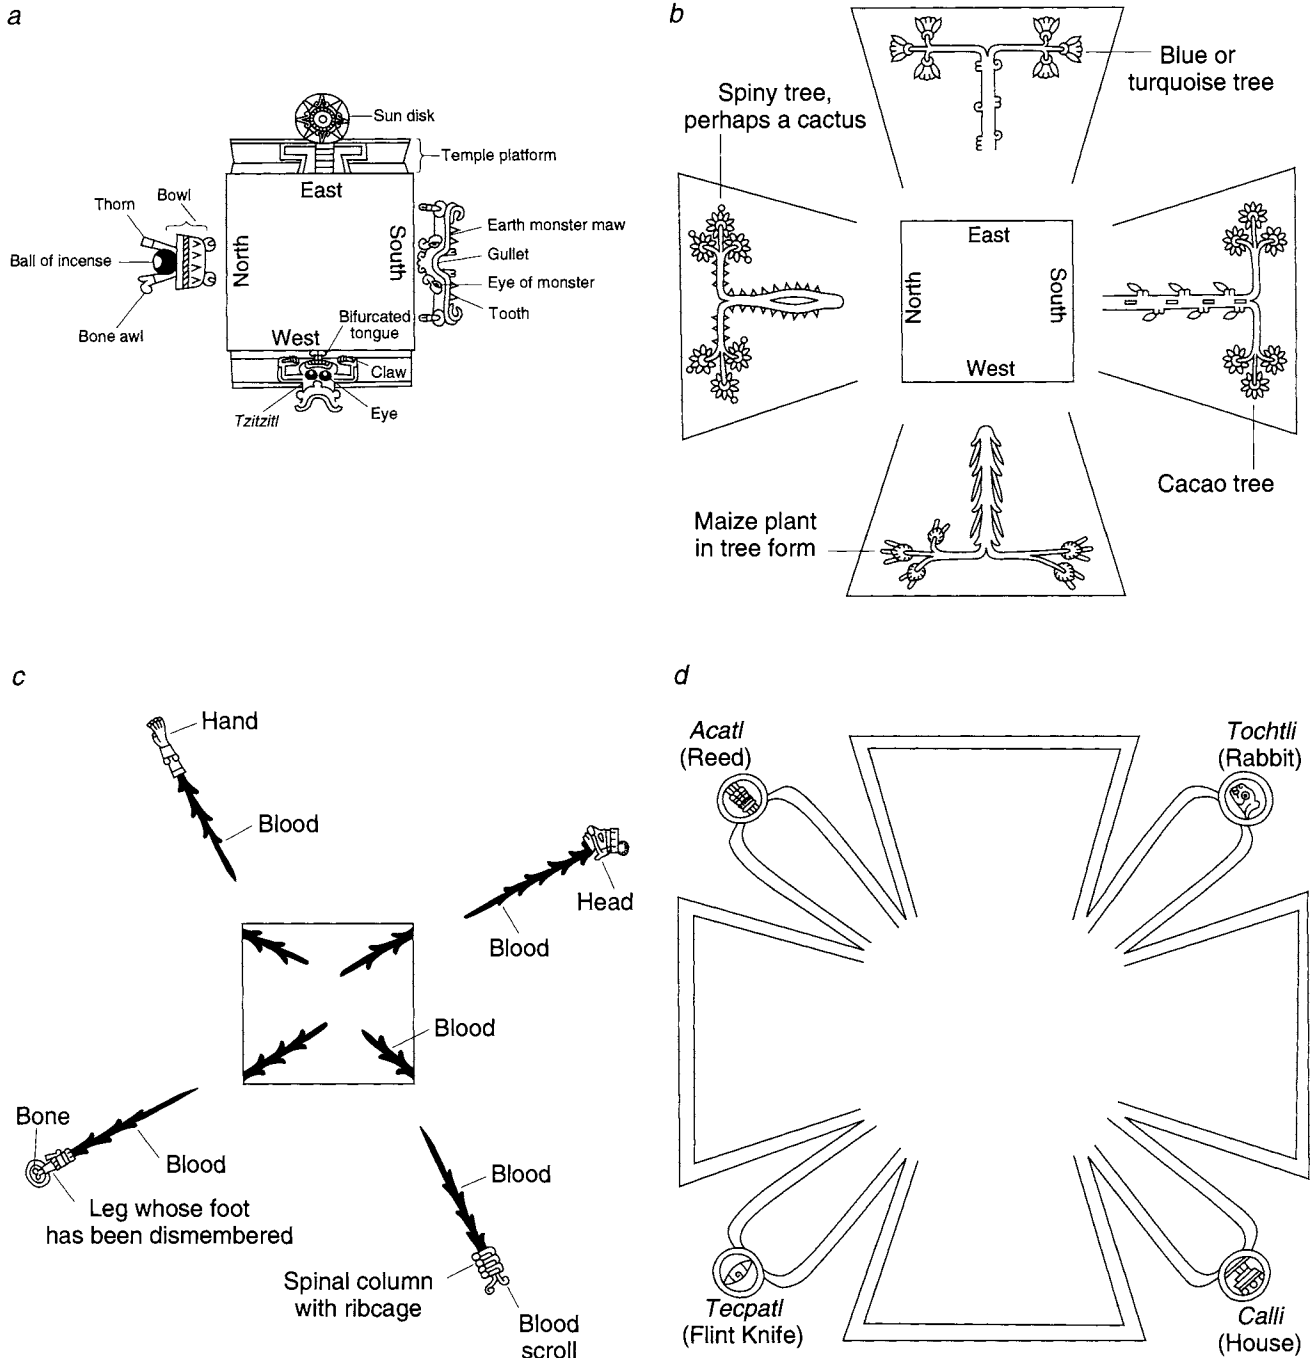 a
Sun disk
Temple platform
East
Bowl
Thorn
North
South
Earth monster maw
Gullet
Ball of incense
Eye of monster
Tooth
Bone awl
West
Bifurcated
tongue
Claw
Tzitzitl
Eye
b
Blue or
turquoise tree
Spiny tree,
perhaps a cactus
East
North
South
West
Cacao tree
Maize plant
in tree form
c
Hand
Blood
Head
Blood
Blood
Bone
Blood
Leg whose foot
has been dismembered
Blood
Spinal column
with ribcage
Blood
scroll
d
Acatl
(Reed)
Tochtli
(Rabbit)
Tecpatl
(Flint Knife)
Calli
(House)